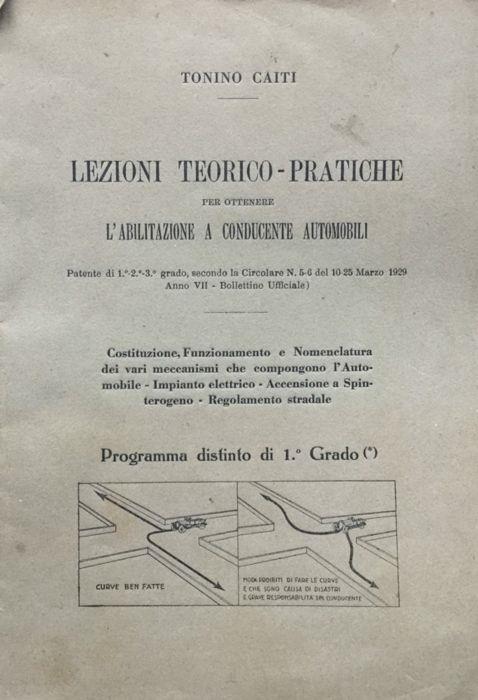 TONINO CAITI
LEZIONI TEORICO-PRATICHE
PER OTTENERE
L'ABILITAZIONE A CONDUCENTE AUTOMOBILI
Patente di 1.º-2.º-3.º grado, secondo la Circolare N. 5-6 del 10-25 Marzo 1929
Anno VII - Bollettino Ufficiale)
Costituzione, Funzionamento e Nomenclatura
dei vari meccanismi che compongono l'Auto-
mobile - Impianto elettrico - Accensione a Spin-
terogeno - Regolamento stradale
Programma distinto di 1.º Grado (*)
CURVE BEN FATTE
MODI PROIBITI DI FARE LE CURVE
E CHE SONO CAUSA DI DISASTRI
E GRAVE RESPONSABILITÀ DEL CONDUCENTE